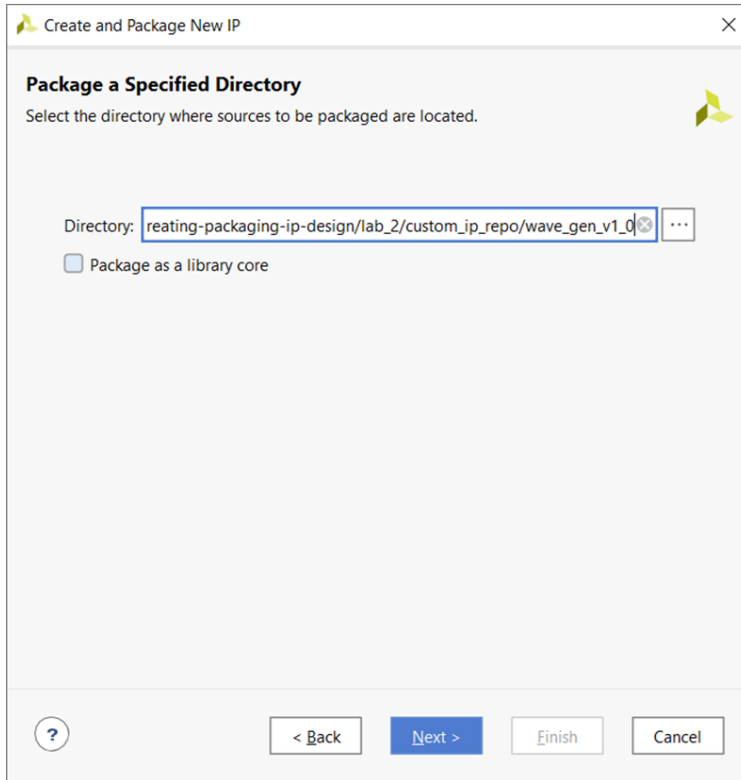 Create and Package New IP
Package a Specified Directory
Select the directory where sources to be packaged are located.
Directory: reating-packaging-ip-design/lab_2/custom_ip_repo/wave_gen_v1_0 ...
Package as a library core
? < Back Next > Finish Cancel